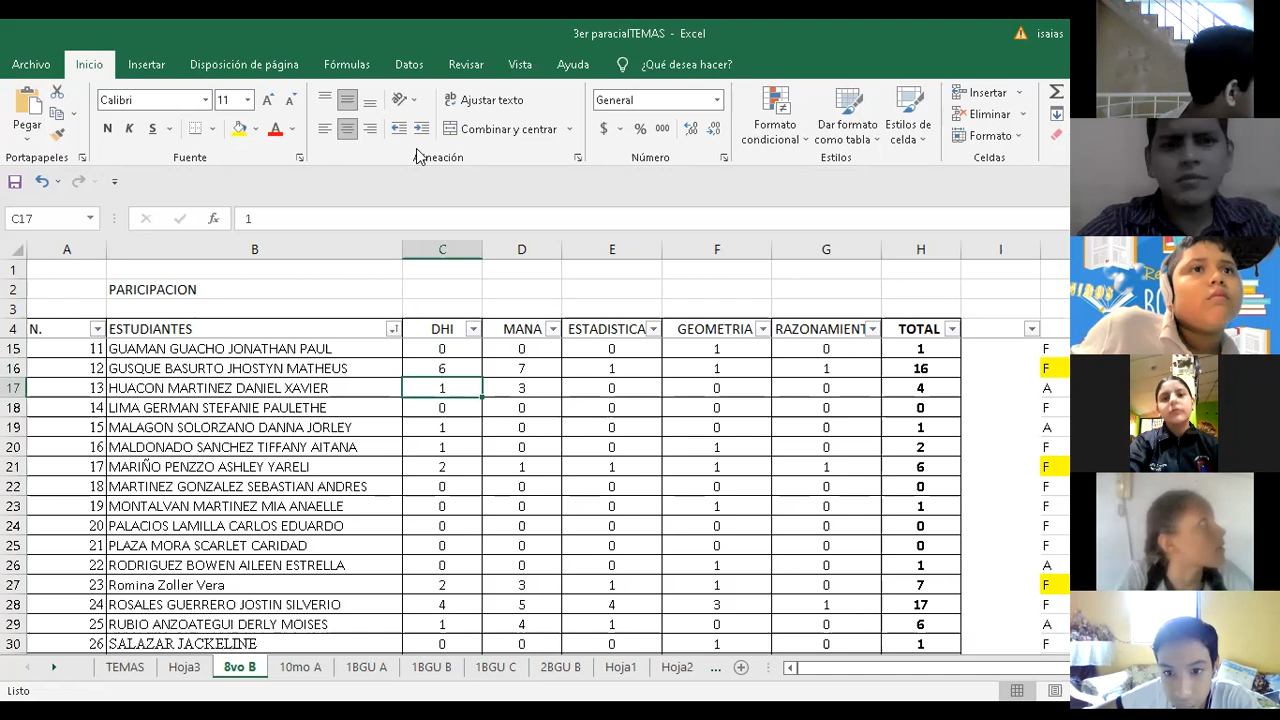 3er paracialTEMAS - Excel
isaias
Archivo Inicio Insertar Disposición de página Fórmulas Datos Revisar Vista Ayuda ¿Qué desea hacer?
Pegar
Calibri 11
N K S
Ajustar texto
Combinar y centrar
General
$ % 000
Formato condicional
Dar formato como tabla
Estilos de celda
Insertar
Eliminar
Formato
Portapapeles Fuente Alineación Número Estilos Celdas
C17 fx 1
A B C D E F G H I
1
2 PARICIPACION
3
4 N. ESTUDIANTES DHI MANA ESTADISTICA GEOMETRIA RAZONAMIENT TOTAL
15 11 GUAMAN GUACHO JONATHAN PAUL 0 0 0 1 0 1 F
16 12 GUSQUE BASURTO JHOSTYN MATHEUS 6 7 1 1 1 16 F
17 13 HUACON MARTINEZ DANIEL XAVIER 1 3 0 0 0 4 A
18 14 LIMA GERMAN STEFANIE PAULETHE 0 0 0 0 0 0 F
19 15 MALAGON SOLORZANO DANNA JORLEY 1 0 0 0 0 1 A
20 16 MALDONADO SANCHEZ TIFFANY AITANA 1 0 0 1 0 2 F
21 17 MARIÑO PENZZO ASHLEY YARELI 2 1 1 1 1 6 F
22 18 MARTINEZ GONZALEZ SEBASTIAN ANDRES 0 0 0 0 0 0 F
23 19 MONTALVAN MARTINEZ MIA ANAELLE 0 0 0 1 0 1 F
24 20 PALACIOS LAMILLA CARLOS EDUARDO 0 0 0 0 0 0 F
25 21 PLAZA MORA SCARLET CARIDAD 0 0 0 0 0 0 F
26 22 RODRIGUEZ BOWEN AILEEN ESTRELLA 0 0 0 1 0 1 A
27 23 Romina Zoller Vera 2 3 1 1 1 7 F
28 24 ROSALES GUERRERO JOSTIN SILVERIO 4 5 4 3 1 17 F
29 25 RUBIO ANZOATEGUI DERLY MOISES 1 4 1 0 0 6 A
30 26 SALAZAR JACKELINE 0 0 0 1 0 1 F
TEMAS Hoja3 8vo B 10mo A 1BGU A 1BGU B 1BGU C 2BGU B Hoja1 Hoja2 ...
Listo